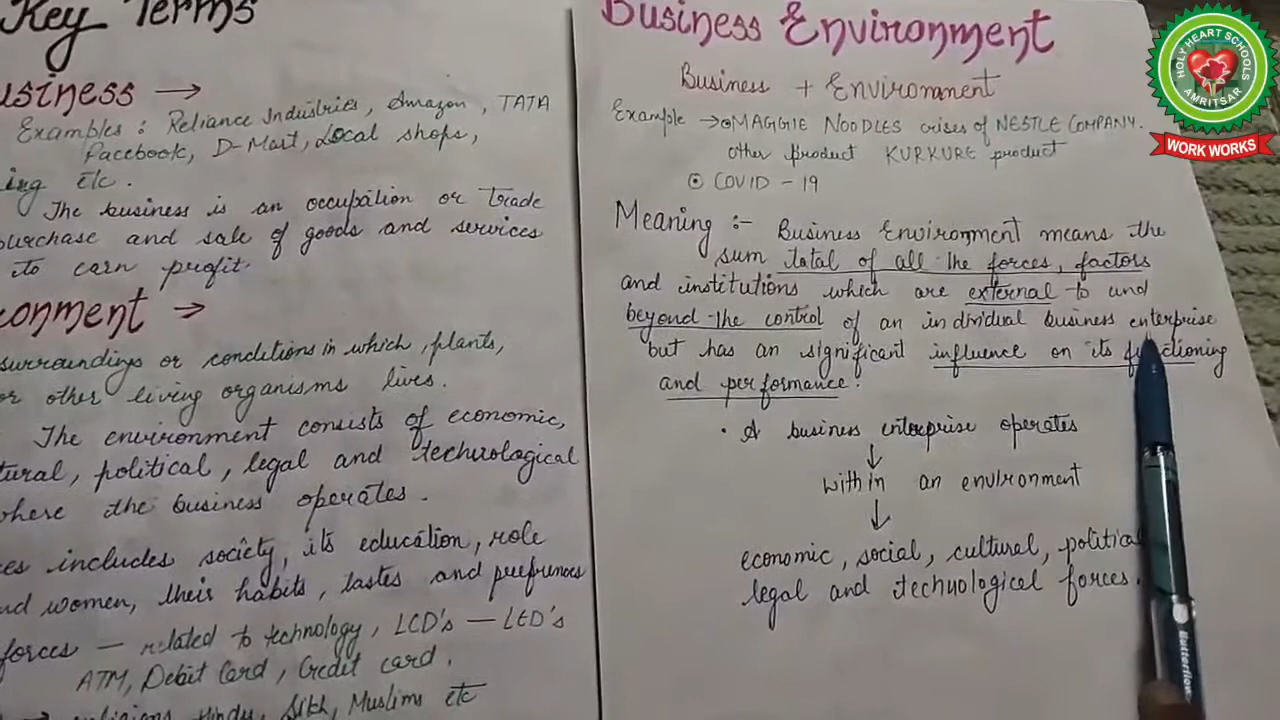 Key Terms
usiness →
Examples : Reliance Industries, Amazon, TATA
Facebook, D-Mart, Local shops,
ing etc.
The business is an occupation or trade
purchase and sale of goods and services
to earn profit.
onment →
surroundings or conditions in which, plants,
or other living organisms lives.
The environment consists of economic,
tural, political, legal and technological
where the business operates.
es includes society, its education, role
nd women, their habits, tastes and prefrences
forces — related to technology, LCD's — LED's
ATM, Debit Card, Credit card.
Hindu, Sikh, Muslims etc
Business Environment
Business + Environment
Example → MAGGIE NOODLES crises of NESTLE COMPANY.
other product KURKURE product
COVID - 19
Meaning :- Business Environment means the
sum total of all the forces, factors
and institutions which are external to and
beyond the control of an individual business enterprise
but has an significant influence on its functioning
and performance.
• A business enterprise operates
↓
within an environment
↓
economic, social, cultural, political
legal and technological forces.
HOLY HEART SCHOOLS
AMRITSAR
WORK WORKS
Butterflow